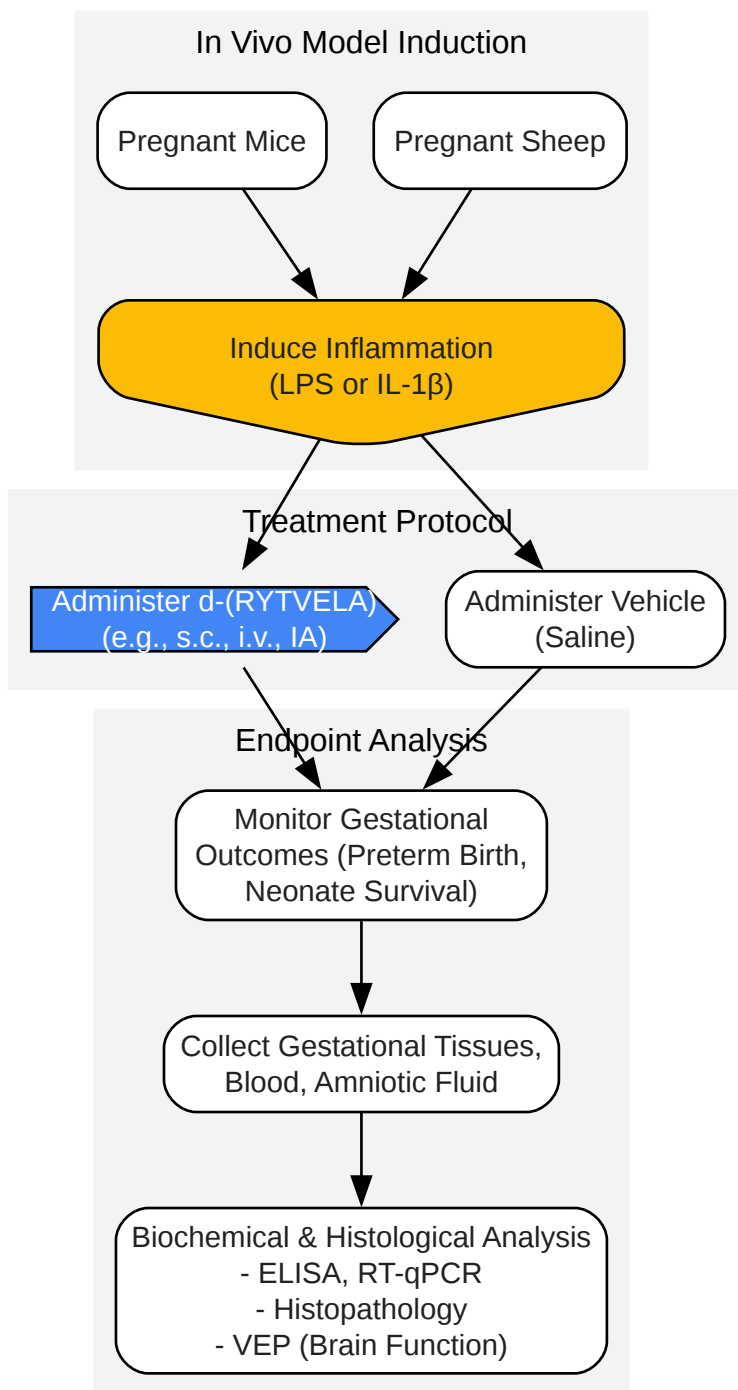 In Vivo Model Induction
Pregnant Mice
Pregnant Sheep
Induce Inflammation
(LPS or IL-1β)
Treatment Protocol
Administer d-(RYTVELA)
(e.g., s.c., i.v., IA)
Administer Vehicle
(Saline)
Endpoint Analysis
Monitor Gestational
Outcomes (Preterm Birth,
Neonate Survival)
Collect Gestational Tissues,
Blood, Amniotic Fluid
Biochemical & Histological Analysis
- ELISA, RT-qPCR
- Histopathology
- VEP (Brain Function)